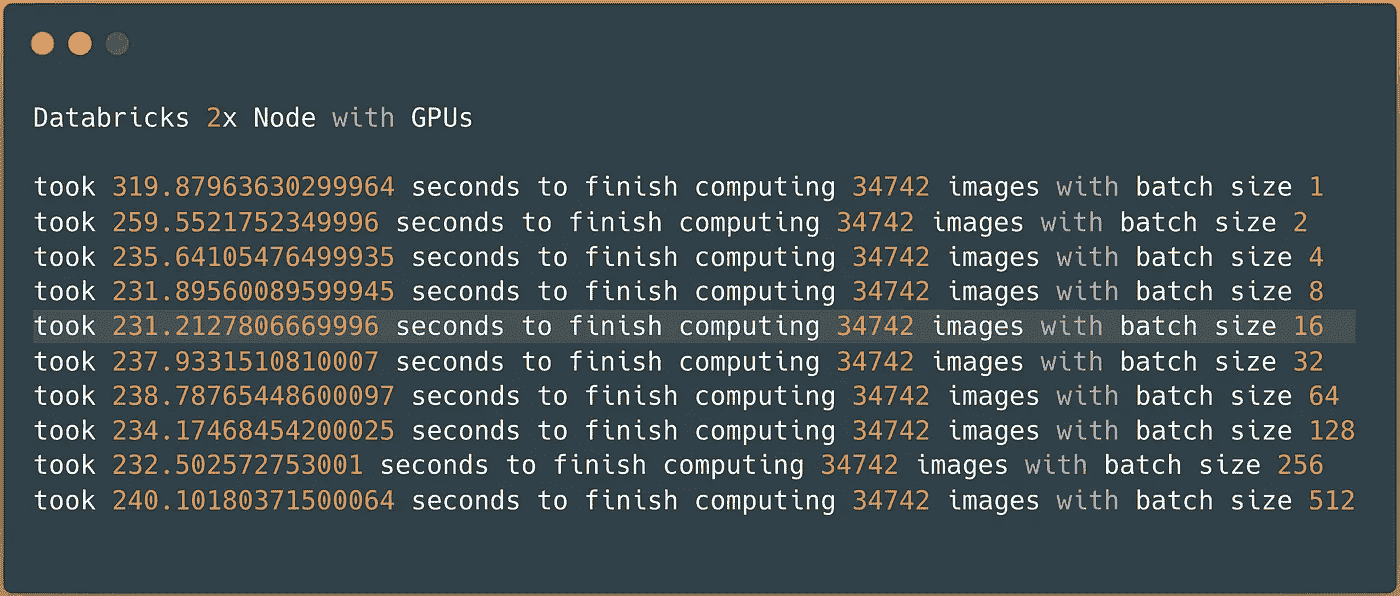 Databricks 2x Node with GPUs
took 319.87963630299964 seconds to finish computing 34742 images with batch size 1
took 259.5521752349996 seconds to finish computing 34742 images with batch size 2
took 235.64105476499935 seconds to finish computing 34742 images with batch size 4
took 231.89560089599945 seconds to finish computing 34742 images with batch size 8
took 231.2127806669996 seconds to finish computing 34742 images with batch size 16
took 237.9331510810007 seconds to finish computing 34742 images with batch size 32
took 238.78765448600097 seconds to finish computing 34742 images with batch size 64
took 234.17468454200025 seconds to finish computing 34742 images with batch size 128
took 232.502572753001 seconds to finish computing 34742 images with batch size 256
took 240.10180371500064 seconds to finish computing 34742 images with batch size 512